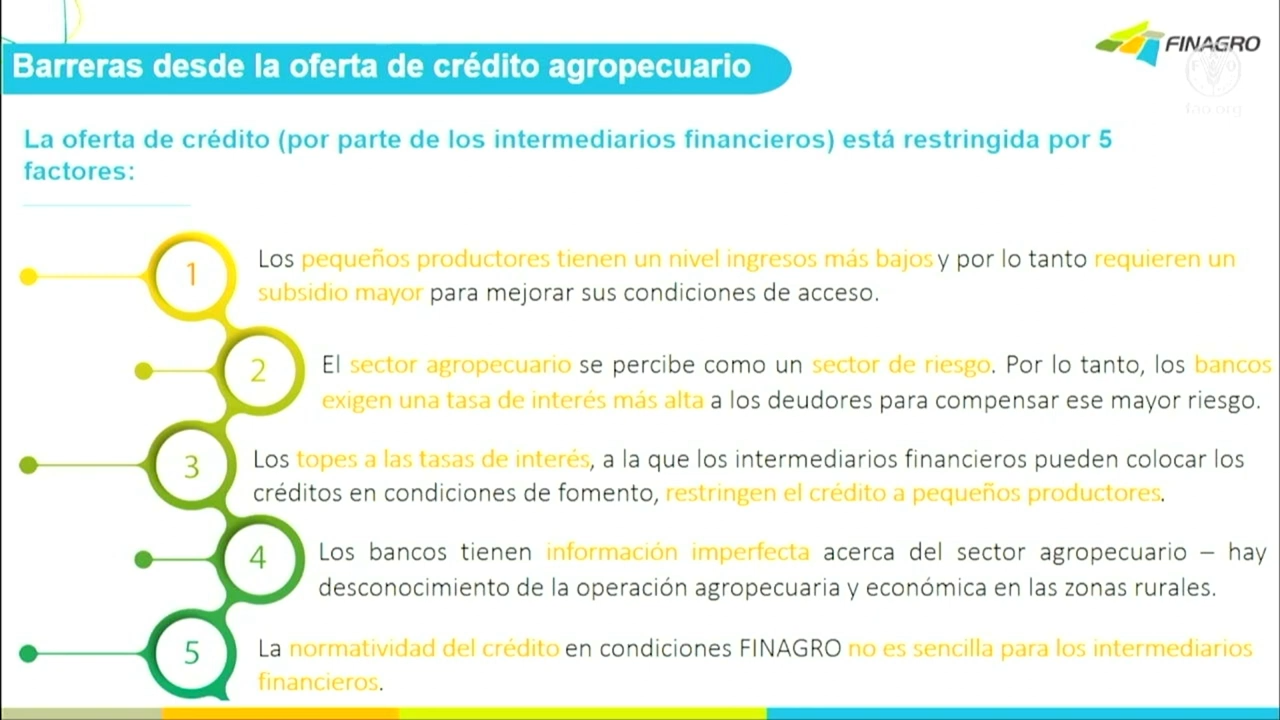 FINAGRO
Barreras desde la oferta de crédito agropecuario
fao.org
La oferta de crédito (por parte de los intermediarios financieros) está restringida por 5
factores:
1
Los pequeños productores tienen un nivel ingresos más bajos y por lo tanto requieren un
subsidio mayor para mejorar sus condiciones de acceso.
2
El sector agropecuario se percibe como un sector de riesgo. Por lo tanto, los bancos
exigen una tasa de interés más alta a los deudores para compensar ese mayor riesgo.
3
Los topes a las tasas de interés, a la que los intermediarios financieros pueden colocar los
créditos en condiciones de fomento, restringen el crédito a pequeños productores.
4
Los bancos tienen información imperfecta acerca del sector agropecuario – hay
desconocimiento de la operación agropecuaria y económica en las zonas rurales.
5
La normatividad del crédito en condiciones FINAGRO no es sencilla para los intermediarios
financieros.